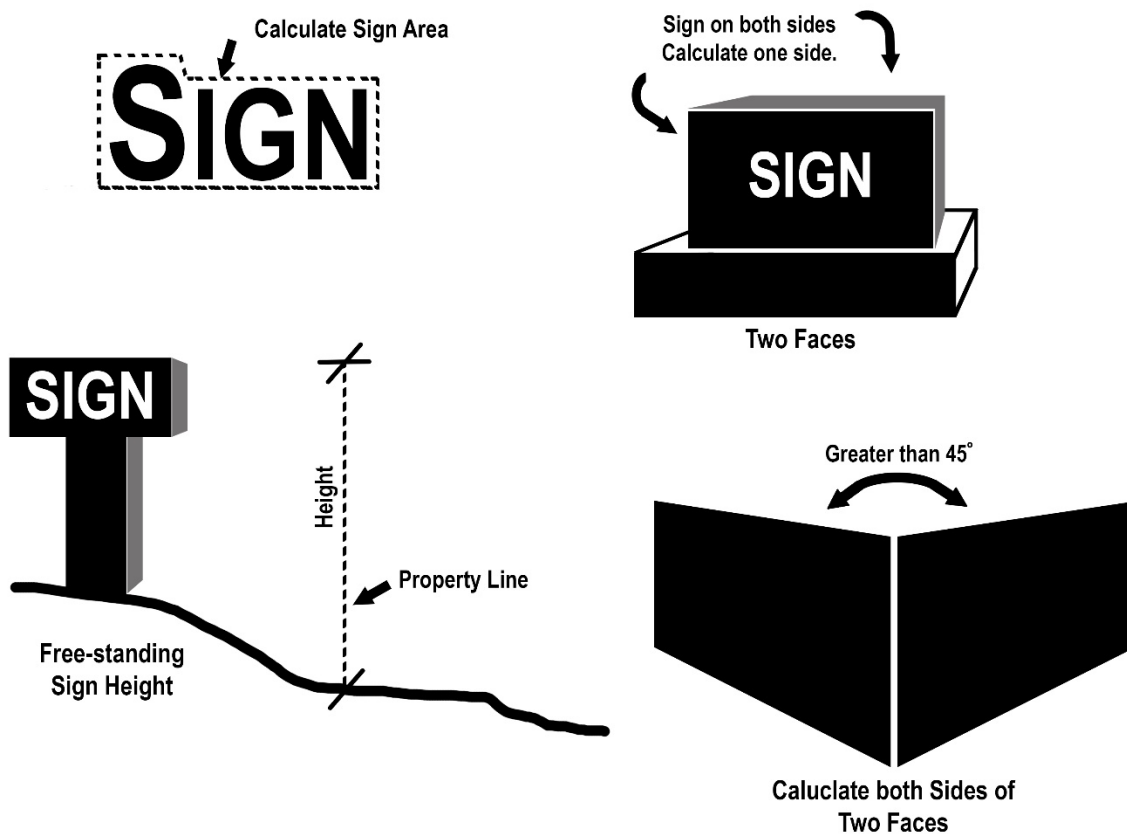 Calculate Sign Area
SIGN
Sign on both sides
Calculate one side.
SIGN
Two Faces
SIGN
Height
Property Line
Free-standing
Sign Height
Greater than 45°
Caluclate both Sides of
Two Faces